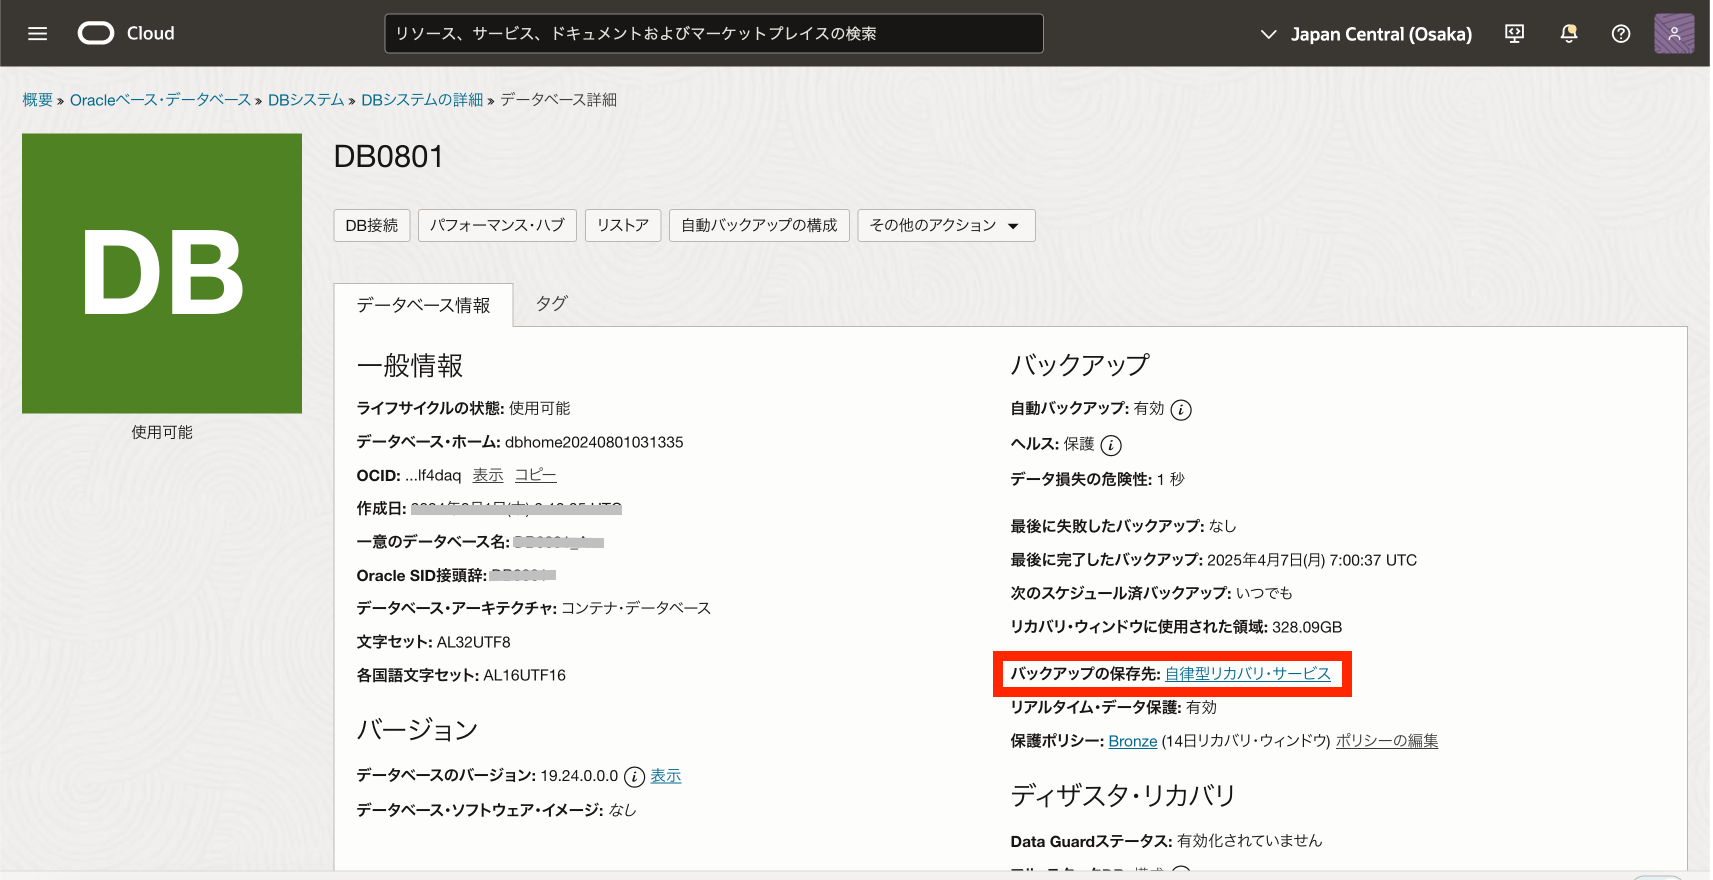 Cloud
リソース、サービス、ドキュメントおよびマーケットプレイスの検索
Japan Central (Osaka)
概要 » Oracleベース・データベース » DBシステム » DBシステムの詳細 » データベース詳細
DB
使用可能
DB0801
DB接続
パフォーマンス・ハブ
リストア
自動バックアップの構成
その他のアクション
データベース情報
タグ
一般情報
ライフサイクルの状態: 使用可能
データベース・ホーム: dbhome20240801031335
OCID: ...lf4daq 表示 コピー
作成日:
一意のデータベース名:
Oracle SID接頭辞:
データベース・アーキテクチャ: コンテナ・データベース
文字セット: AL32UTF8
各国語文字セット: AL16UTF16
バージョン
データベースのバージョン: 19.24.0.0.0 i 表示
データベース・ソフトウェア・イメージ: なし
バックアップ
自動バックアップ: 有効 i
ヘルス: 保護 i
データ損失の危険性: 1 秒
最後に失敗したバックアップ: なし
最後に完了したバックアップ: 2025年4月7日(月) 7:00:37 UTC
次のスケジュール済バックアップ: いつでも
リカバリ・ウィンドウに使用された領域: 328.09GB
バックアップの保存先: 自律型リカバリ・サービス
リアルタイム・データ保護: 有効
保護ポリシー: Bronze (14日リカバリ・ウィンドウ) ポリシーの編集
ディザスタ・リカバリ
Data Guardステータス: 有効化されていません